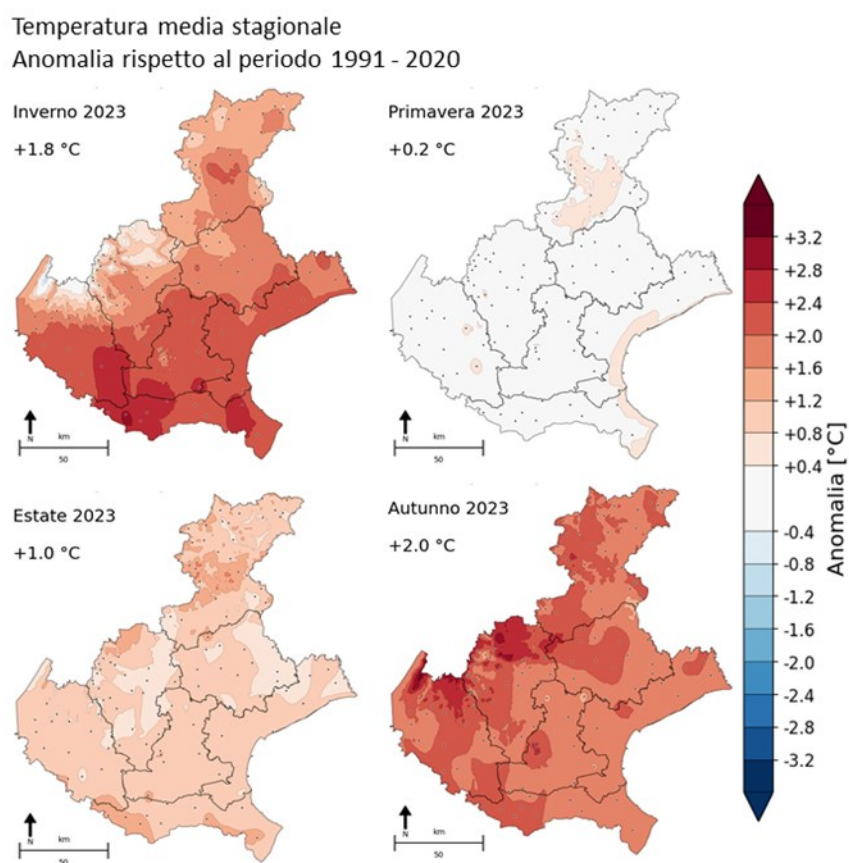 Temperatura media stagionale
Anomalia rispetto al periodo 1991 - 2020
Inverno 2023
+1.8 °C
N
km
50
Primavera 2023
+0.2 °C
N
km
50
Estate 2023
+1.0 °C
N
km
50
Autunno 2023
+2.0 °C
N
km
50
+3.2
+2.8
+2.4
+2.0
+1.6
+1.2
+0.8
+0.4
-0.4
-0.8
-1.2
-1.6
-2.0
-2.4
-2.8
-3.2
Anomalia [°C]